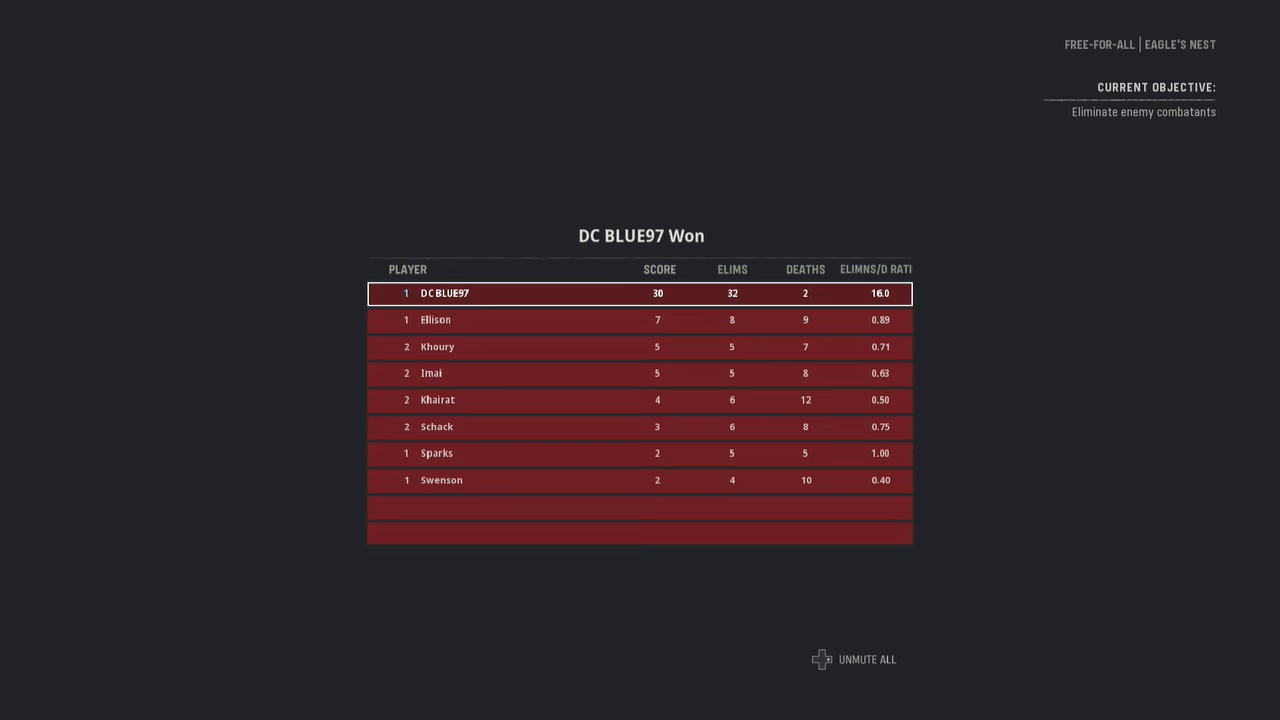 FREE-FOR-ALL | EAGLE'S NEST
CURRENT OBJECTIVE:
Eliminate enemy combatants
DC BLUE97 Won
PLAYER SCORE ELIMS DEATHS ELIMNS/D RATI
1 DC BLUE97 30 32 2 16.0
1 Ellison 7 8 9 0.89
2 Khoury 5 5 7 0.71
2 Imai 5 5 8 0.63
2 Khairat 4 6 12 0.50
2 Schack 3 6 8 0.75
1 Sparks 2 5 5 1.00
1 Swenson 2 4 10 0.40
UNMUTE ALL